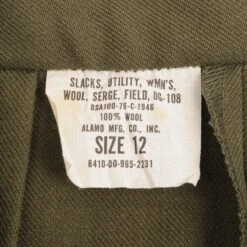 SLACKS, UTILITY, WMN'S,
WOOL, SERGE, FIELD, OG-108
DSA100-76-C-1946
100% WOOL
ALAMO MFG. CO., INC.
SIZE 12
8410-00-965-2131